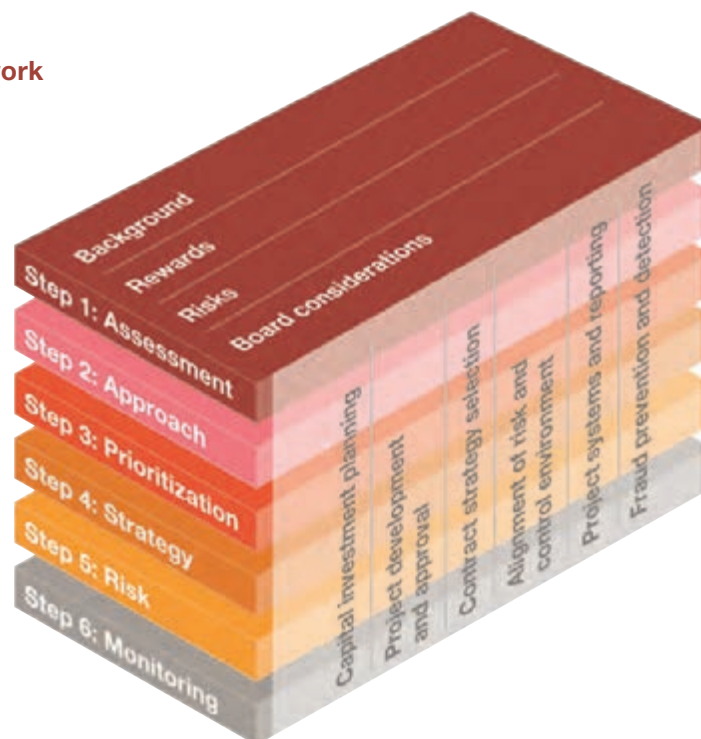 ork
Background
Rewards
Risks
Board considerations
Step 1: Assessment
Step 2: Approach
Step 3: Prioritization
Step 4: Strategy
Step 5: Risk
Step 6: Monitoring
Capital investment planning
Project development
and approval
Contract strategy selection
Alignment of risk and
control environment
Project systems and reporting
Fraud prevention and detection